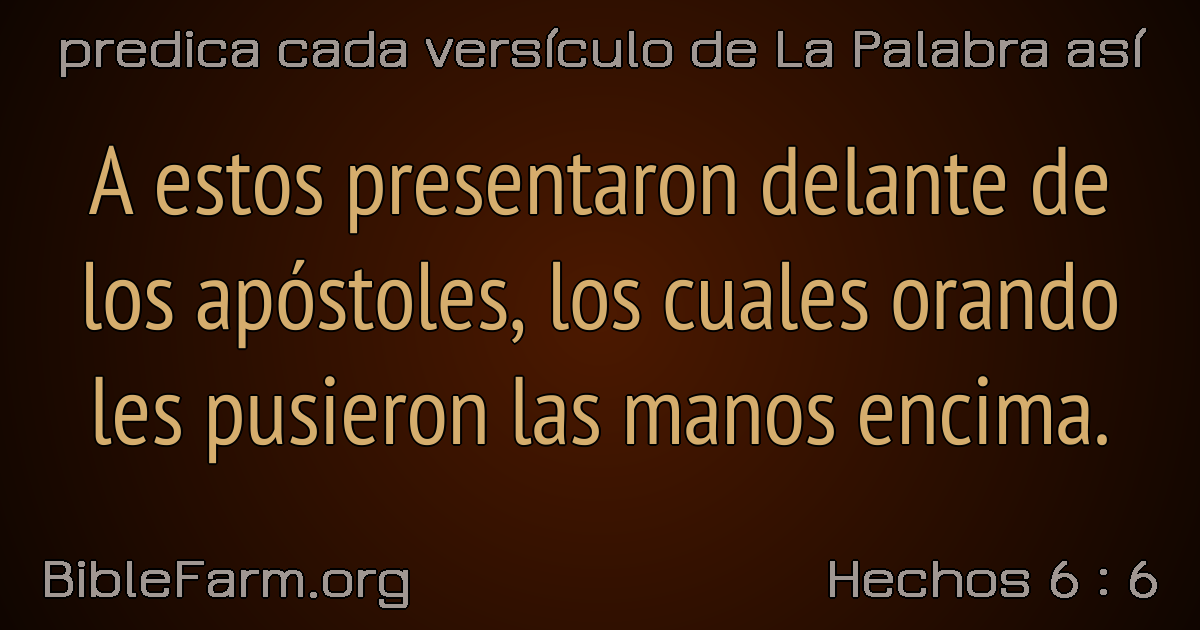 predica cada versículo de La Palabra así
A estos presentaron delante de
los apóstoles, los cuales orando
les pusieron las manos encima.
BibleFarm.org
Hechos 6 : 6